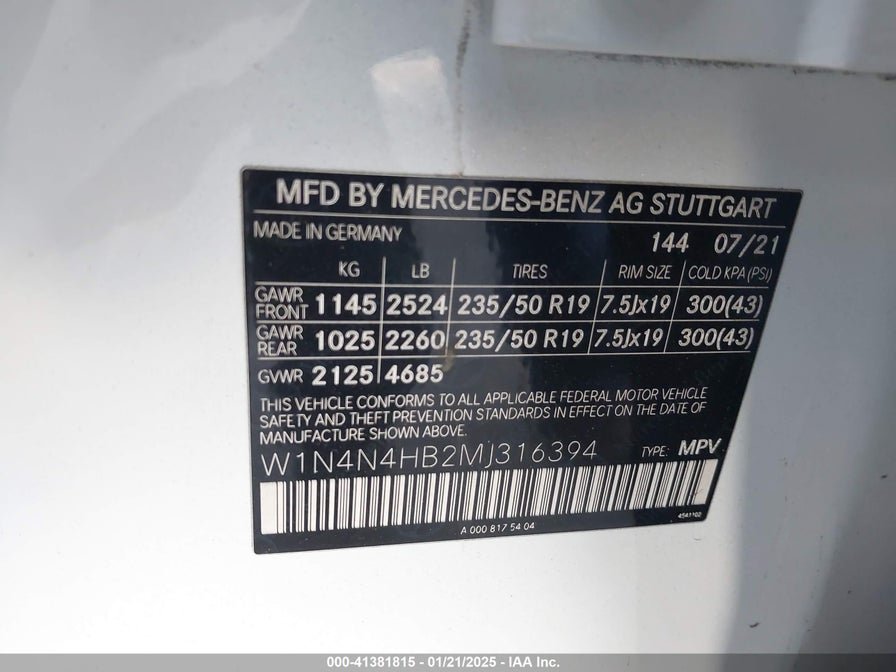 MFD BY MERCEDES-BENZ AG STUTTGART
MADE IN GERMANY 144 07/21
KG LB TIRES RIM SIZE COLD KPA (PSI)
GAWR FRONT 1145 2524 235/50 R19 7.5Jx19 300(43)
GAWR REAR 1025 2260 235/50 R19 7.5Jx19 300(43)
GVWR 2125 4685
THIS VEHICLE CONFORMS TO ALL APPLICABLE FEDERAL MOTOR VEHICLE
SAFETY AND THEFT PREVENTION STANDARDS IN EFFECT ON THE DATE OF
MANUFACTURE SHOWN ABOVE.
W1N4N4HB2MJ316394 TYPE: MPV
A 000 817 54 04
000-41381815 - 01/21/2025 - IAA Inc.